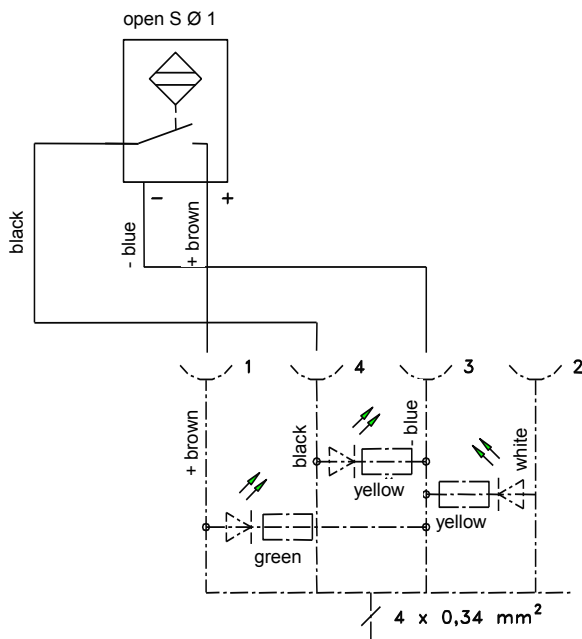 open S Ø 1
− +
black
- blue
+ brown
1 4 3 2
+ brown
black
- blue
white
yellow
yellow
green
4 x 0,34 mm²